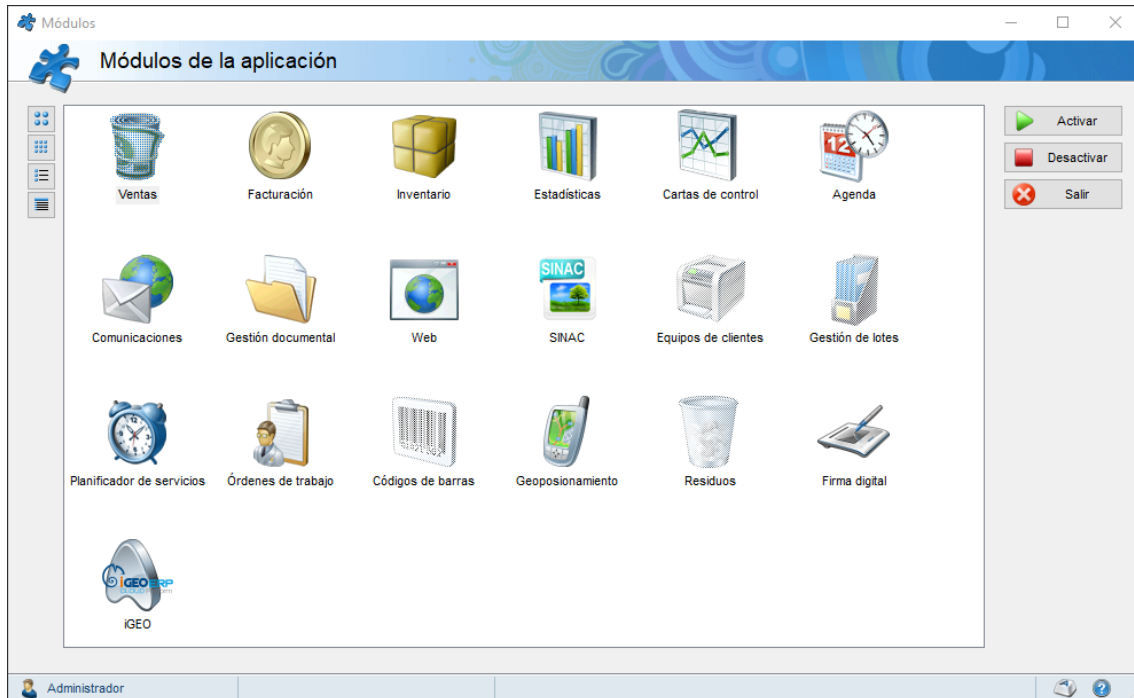 Módulos
Módulos de la aplicación
Activar
Desactivar
Salir
Ventas
Facturación
Inventario
Estadísticas
Cartas de control
Agenda
12
Comunicaciones
Gestión documental
Web
SINAC
SINAC
Equipos de clientes
Gestión de lotes
Planificador de servicios
Órdenes de trabajo
Códigos de barras
Geoposionamiento
Residuos
Firma digital
iGEO ERP
iGEO
Administrador